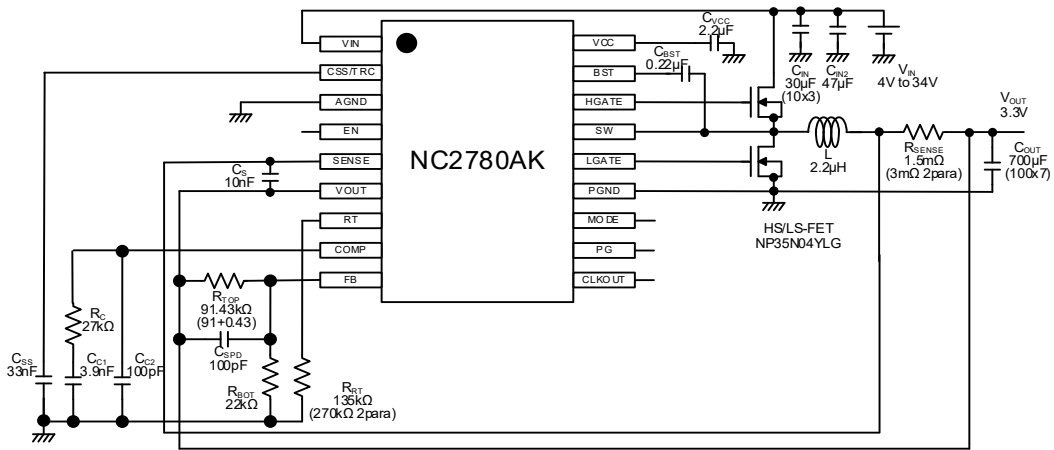 NC2780AK
VIN
CSS/TRC
AGND
EN
SENSE
VOUT
RT
COMP
FB
VCC
BST
HGATE
SW
LGATE
PGND
MODE
PG
CLKOUT
CVCC
2.2µF
CBST
0.22µF
CIN
30µF
(10x3)
CIN2
47µF
VIN
4V to 34V
VOUT
3.3V
L
2.2µH
RSENSE
1.5mΩ
(3mΩ 2para)
COUT
700µF
(100x7)
HS/LS-FET
NP35N04YLG
CS
10nF
RTOP
91.43kΩ
(91+0.43)
CSPD
100pF
RC
27kΩ
CSS
33nF
CC1
3.9nF
CC2
100pF
RBOT
22kΩ
RRT
135kΩ
(270kΩ 2para)